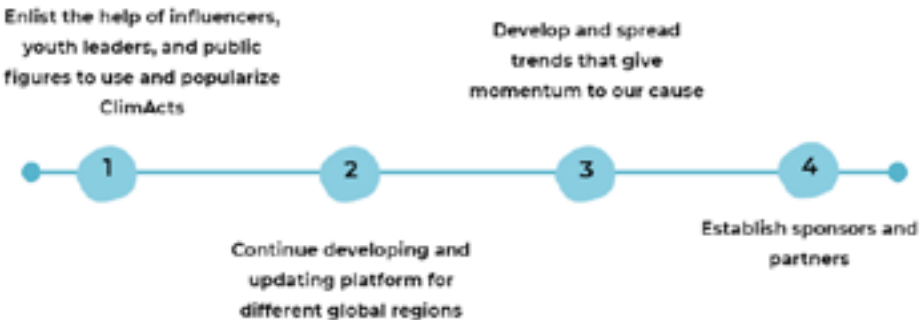 Enlist the help of influencers,
youth leaders, and public
figures to use and popularize
ClimActs
Develop and spread
trends that give
momentum to our cause
1
2
3
4
Continue developing and
updating platform for
different global regions
Establish sponsors and
partners